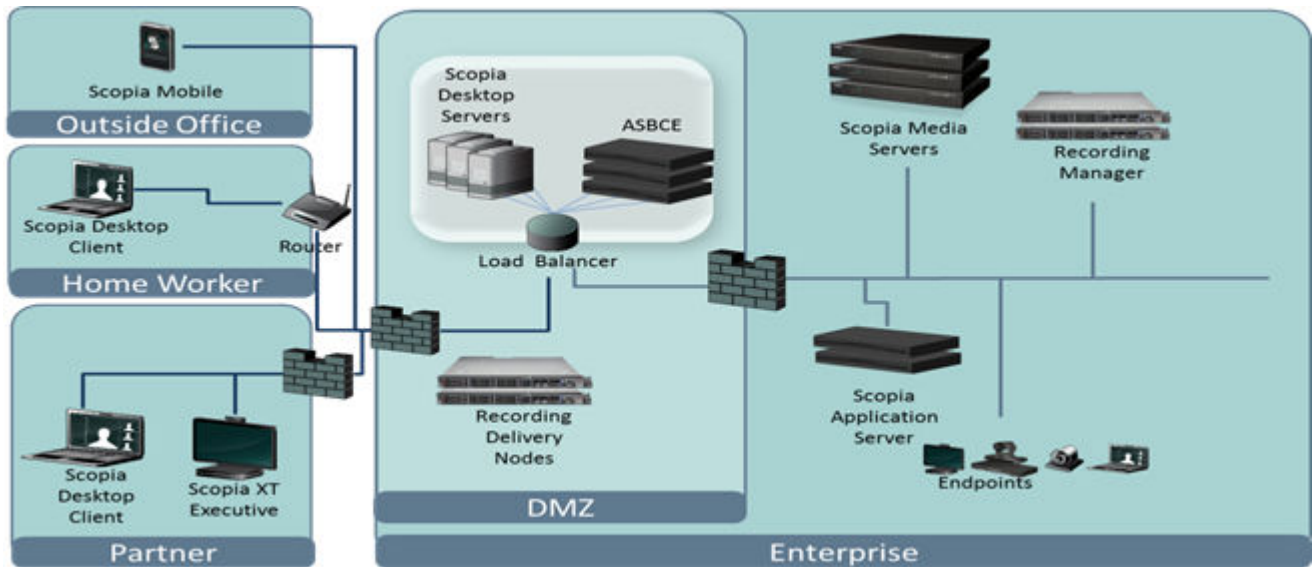 Scopia Mobile
Outside Office
Scopia Desktop
Client
Router
Home Worker
Scopia
Desktop
Client
Scopia XT
Executive
Partner
Scopia
Desktop
Servers
ASBCE
Load Balancer
Recording
Delivery
Nodes
DMZ
Scopia Media
Servers
Recording
Manager
Scopia
Application
Server
Endpoints
Enterprise